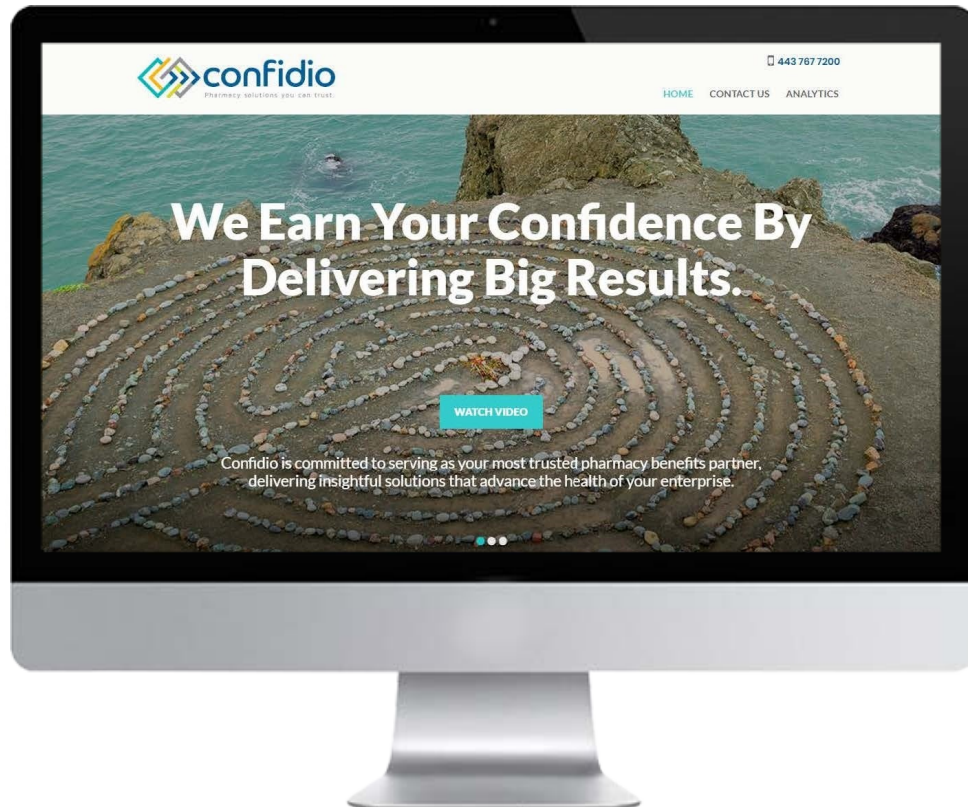 confidio
Pharmacy solutions you can trust.
443 767 7200
HOME CONTACT US ANALYTICS
We Earn Your Confidence By
Delivering Big Results.
WATCH VIDEO
Confidio is committed to serving as your most trusted pharmacy benefits partner,
delivering insightful solutions that advance the health of your enterprise.